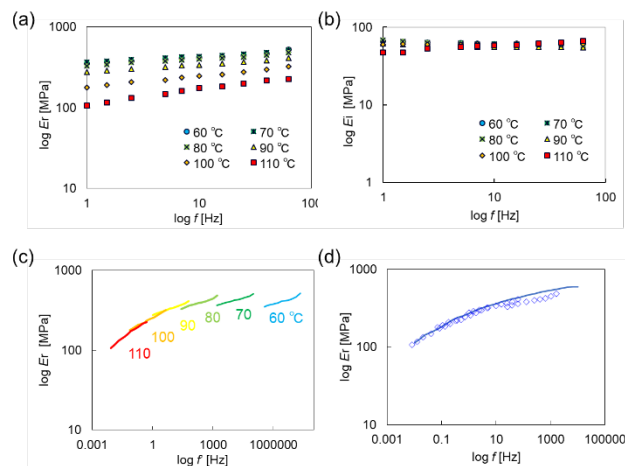 (a)
1000
100
10
log Er [MPa]
60 ℃ 70 ℃
80 ℃ 90 ℃
100 ℃ 110 ℃
1 10 100
log f [Hz]
(b)
100
10
1
log Ei [MPa]
60 ℃ 70 ℃
80 ℃ 90 ℃
100 ℃ 110 ℃
1 10 100
log f [Hz]
(c)
1000
100
10
log Er [MPa]
110
100
90
80
70
60 ℃
0.001 1 1000 1000000
log f [Hz]
(d)
1000
100
10
log Er [MPa]
0.001 0.1 10 1000 100000
log f [Hz]